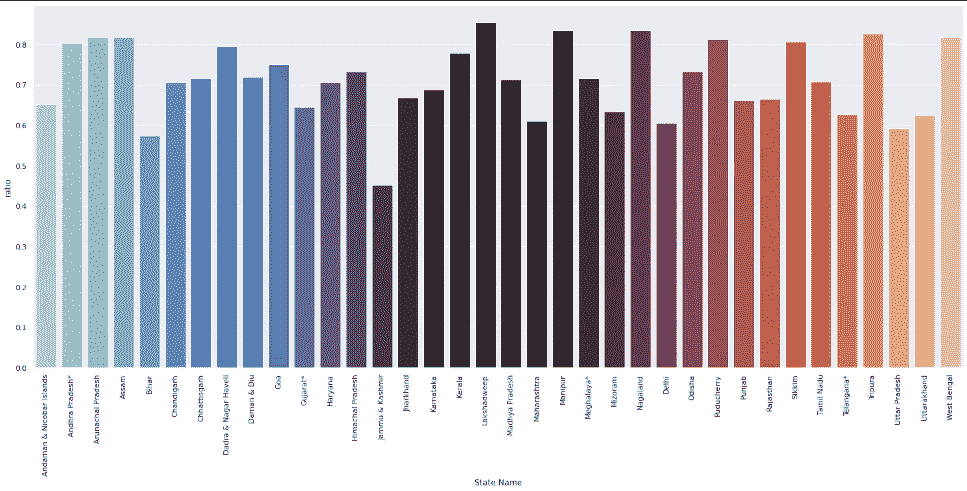 0.8
0.7
0.6
0.5
0.4
0.3
0.2
0.1
0.0
ratio
Andaman & Nicobar Islands
Andhra Pradesh*
Arunachal Pradesh
Assam
Bihar
Chandigarh
Chhattisgarh
Dadra & Nagar Haveli
Daman & Diu
Goa
Gujarat*
Haryana
Himachal Pradesh
Jammu & Kashmir
Jharkhand
Karnataka
Kerala
Lakshadweep
Madhya Pradesh
Maharashtra
Manipur
Meghalaya*
Mizoram
Nagaland
Delhi
Odisha
Puducherry
Punjab
Rajasthan
Sikkim
Tamil Nadu
Telangana*
Tripura
Uttar Pradesh
Uttarakhand
West Bengal
State Name